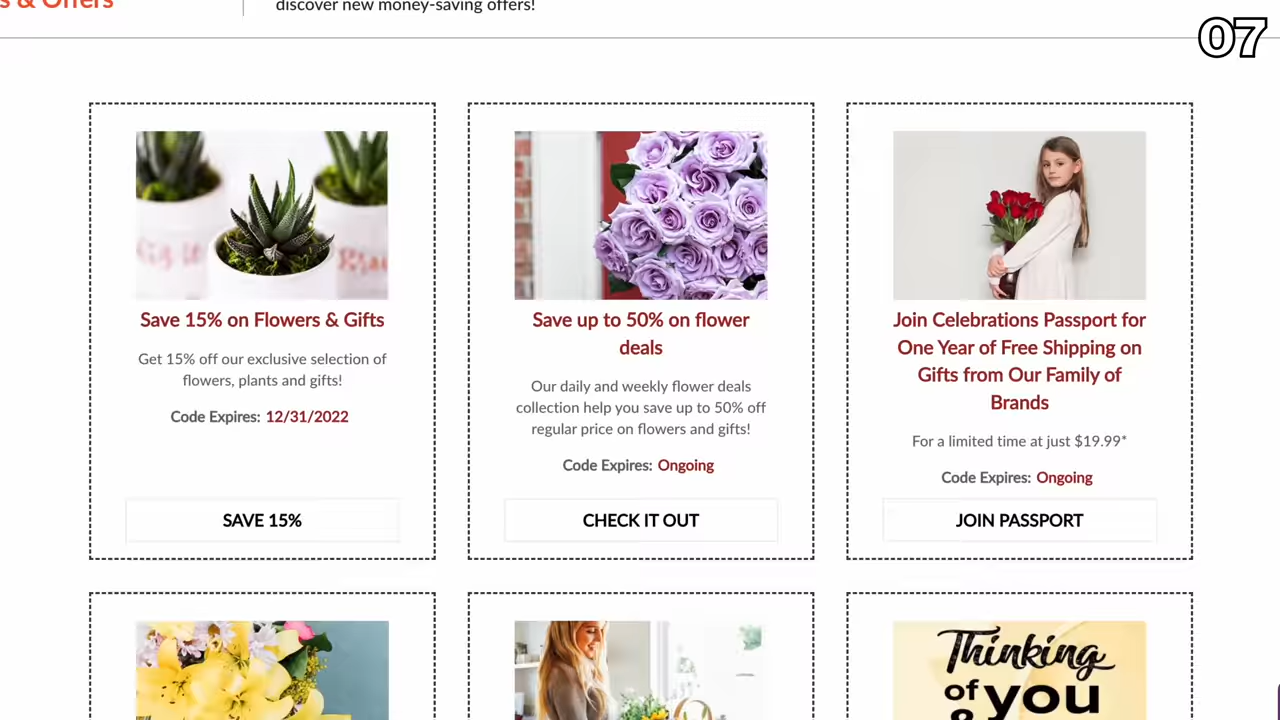 & Offers
discover new money-saving offers!
07
Save 15% on Flowers & Gifts
Get 15% off our exclusive selection of
flowers, plants and gifts!
Code Expires: 12/31/2022
SAVE 15%
Save up to 50% on flower
deals
Our daily and weekly flower deals
collection help you save up to 50% off
regular price on flowers and gifts!
Code Expires: Ongoing
CHECK IT OUT
Join Celebrations Passport for
One Year of Free Shipping on
Gifts from Our Family of
Brands
For a limited time at just $19.99*
Code Expires: Ongoing
JOIN PASSPORT
Thinking
of you
&